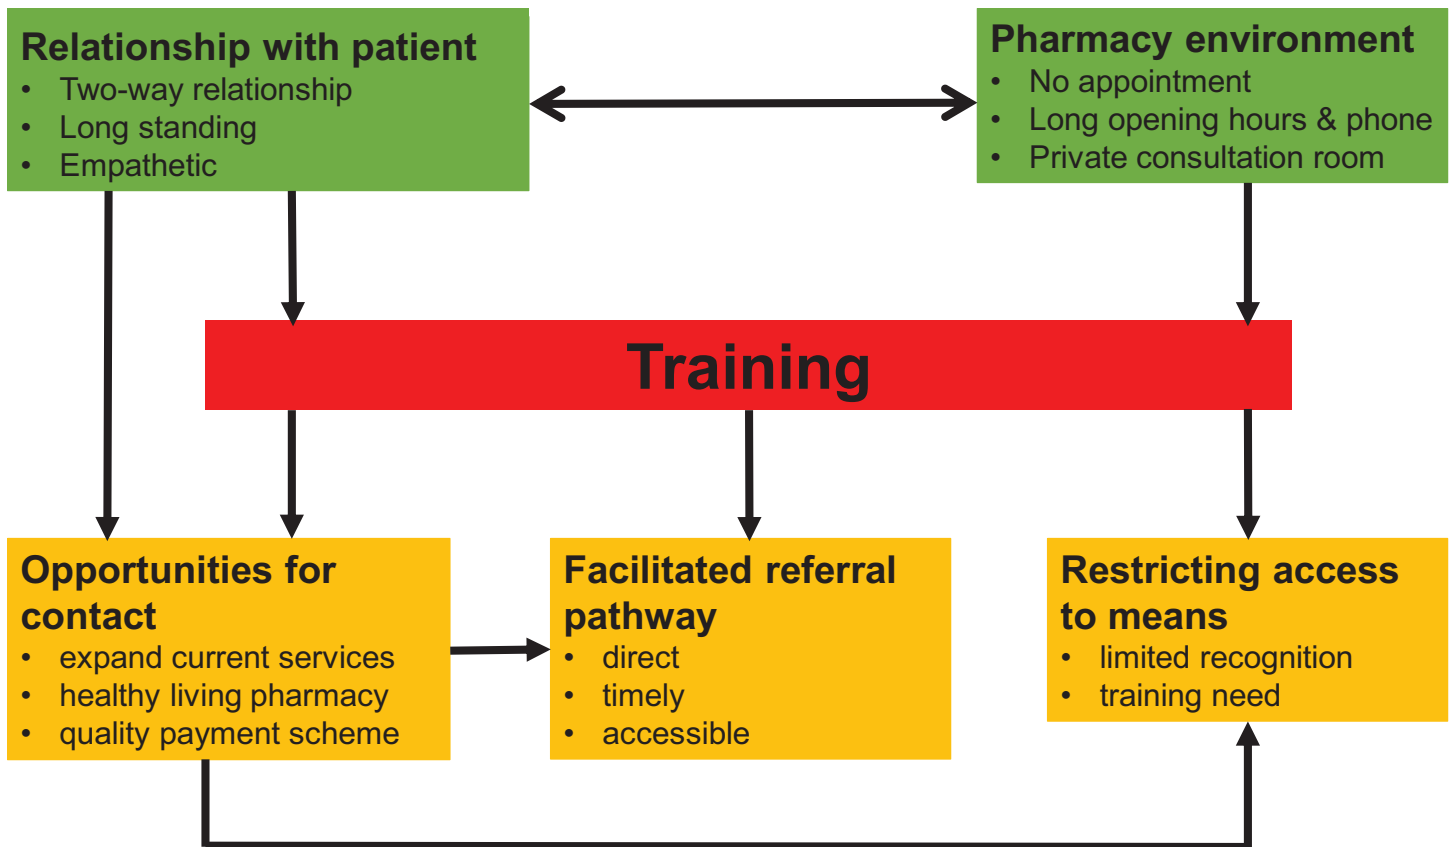 Relationship with patient
• Two-way relationship
• Long standing
• Empathetic
Pharmacy environment
• No appointment
• Long opening hours & phone
• Private consultation room
Training
Opportunities for
contact
• expand current services
• healthy living pharmacy
• quality payment scheme
Facilitated referral
pathway
• direct
• timely
• accessible
Restricting access
to means
• limited recognition
• training need